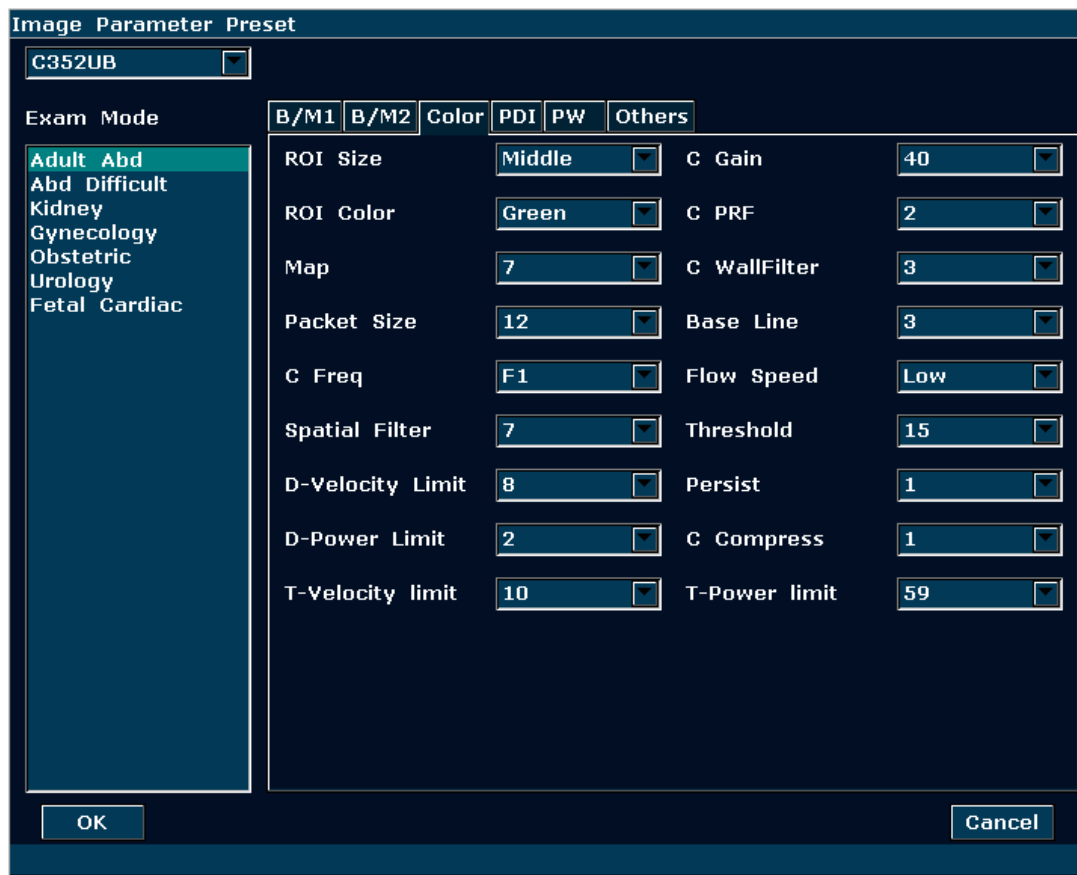 Image Parameter Preset
C352UB
Exam Mode
B/M1 B/M2 Color PDI PW Others
Adult Abd
Abd Difficult
Kidney
Gynecology
Obstetric
Urology
Fetal Cardiac
ROI Size Middle C Gain 40
ROI Color Green C PRF 2
Map 7 C WallFilter 3
Packet Size 12 Base Line 3
C Freq F1 Flow Speed Low
Spatial Filter 7 Threshold 15
D-Velocity Limit 8 Persist 1
D-Power Limit 2 C Compress 1
T-Velocity limit 10 T-Power limit 59
OK Cancel